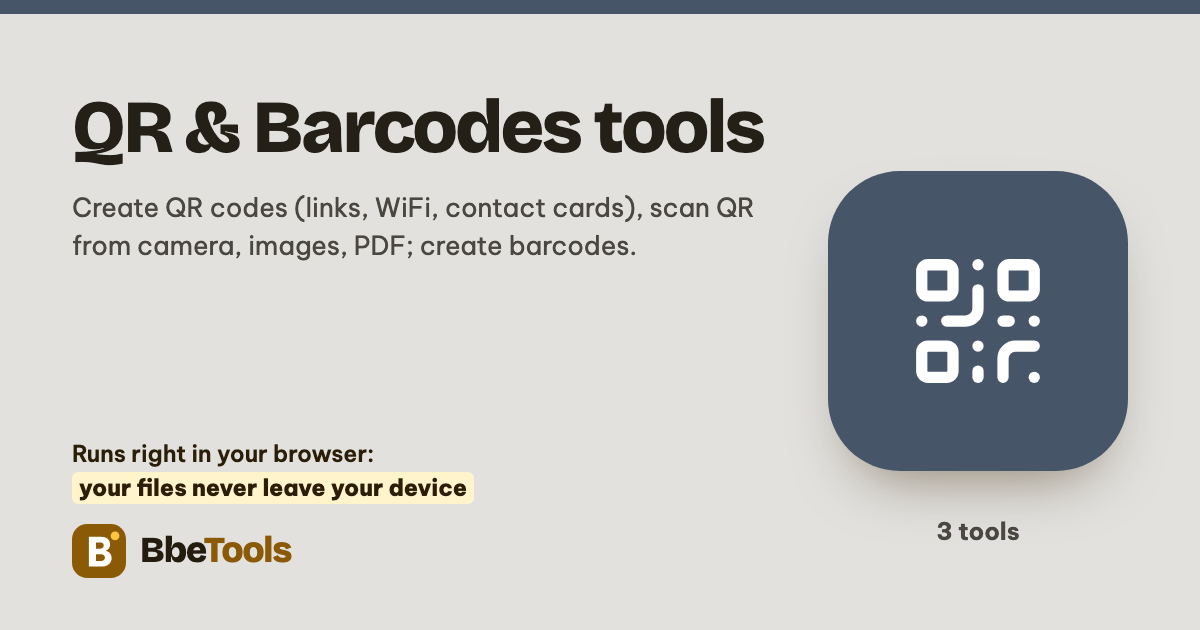 QR & Barcodes tools
Create QR codes (links, WiFi, contact cards), scan QR
from camera, images, PDF; create barcodes.
Runs right in your browser:
your files never leave your device
B BbeTools
3 tools